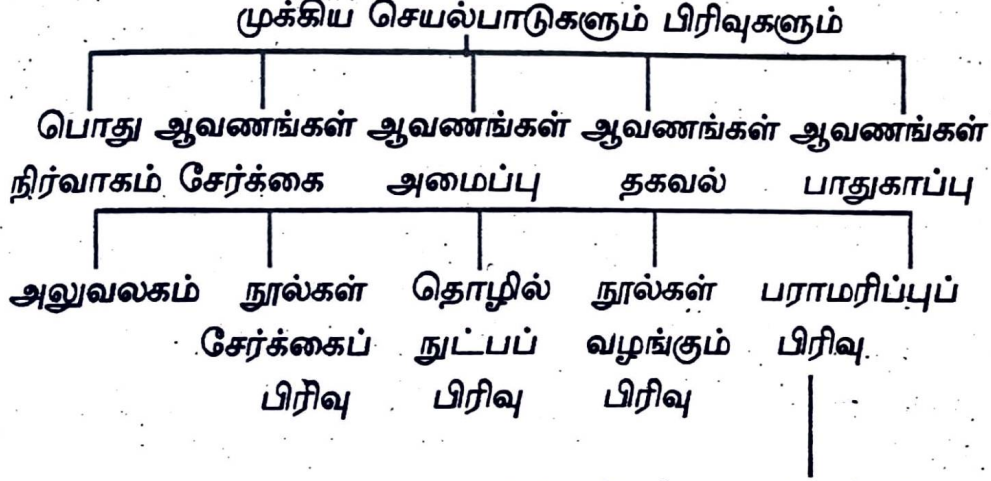 முக்கிய செயல்பாடுகளும் பிரிவுகளும்
பொது ஆவணங்கள் ஆவணங்கள் ஆவணங்கள் ஆவணங்கள்
நிர்வாகம் சேர்க்கை அமைப்பு தகவல் பாதுகாப்பு
அலுவலகம் நூல்கள் தொழில் நூல்கள் பராமரிப்புப்
சேர்க்கைப் நுட்பப் வழங்கும் பிரிவு
பிரிவு பிரிவு பிரிவு